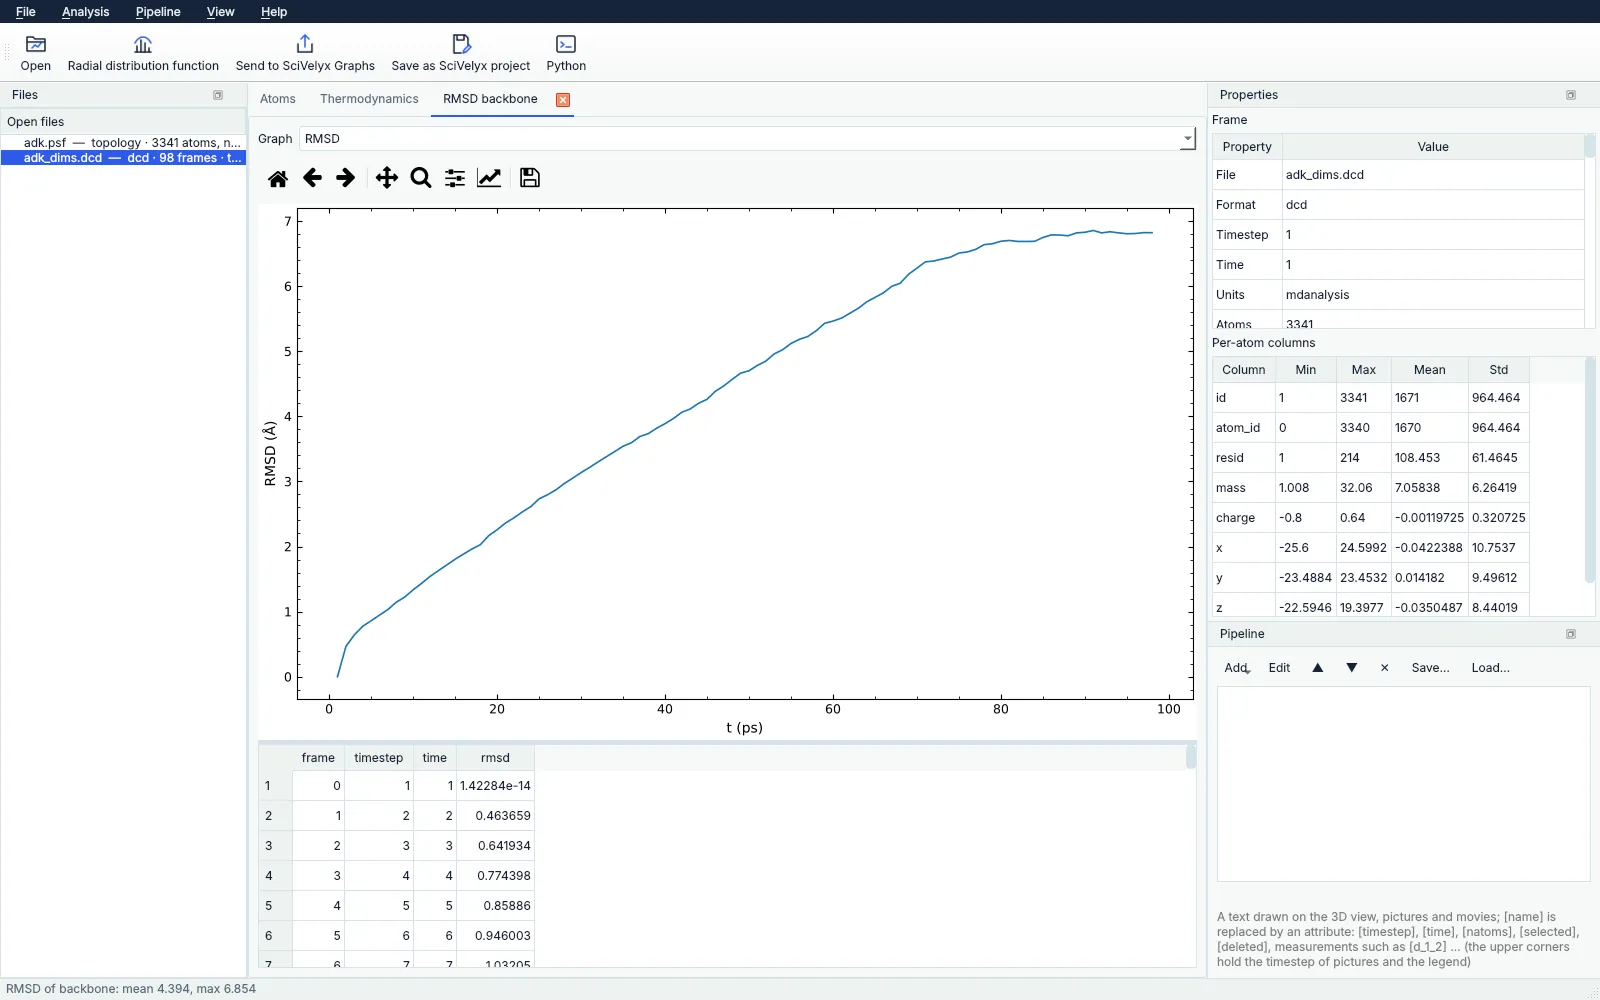 File Analysis Pipeline View Help
Open Radial distribution function Send to SciVelyx Graphs Save as SciVelyx project Python
Files
Open files
adk.psf — topology · 3341 atoms, n...
adk_dims.dcd — dcd · 98 frames · t...
Atoms Thermodynamics RMSD backbone
Graph RMSD
7
6
5
4
3
2
1
0
RMSD (Å)
0 20 40 60 80 100
t (ps)
frame timestep time rmsd
1 0 1 1 1.42284e-14
2 1 2 2 0.463659
3 2 3 3 0.641934
4 3 4 4 0.774398
5 4 5 5 0.85886
6 5 6 6 0.946003
7 6 7 7 1.03205
Properties
Frame
Property Value
File adk_dims.dcd
Format dcd
Timestep 1
Time 1
Units mdanalysis
Atoms 3341
Per-atom columns
Column Min Max Mean Std
id 1 3341 1671 964.464
atom_id 0 3340 1670 964.464
resid 1 214 108.453 61.4645
mass 1.008 32.06 7.05838 6.26419
charge -0.8 0.64 -0.00119725 0.320725
x -25.6 24.5992 -0.0422388 10.7537
y -23.4884 23.4532 0.014182 9.49612
z -22.5946 19.3977 -0.0350487 8.44019
Pipeline
Add Edit ▲ ▼ × Save... Load...
A text drawn on the 3D view, pictures and movies; [name] is
replaced by an attribute: [timestep], [time], [natoms], [selected],
[deleted], measurements such as [d_1_2] ... (the upper corners
hold the timestep of pictures and the legend)
RMSD of backbone: mean 4.394, max 6.854